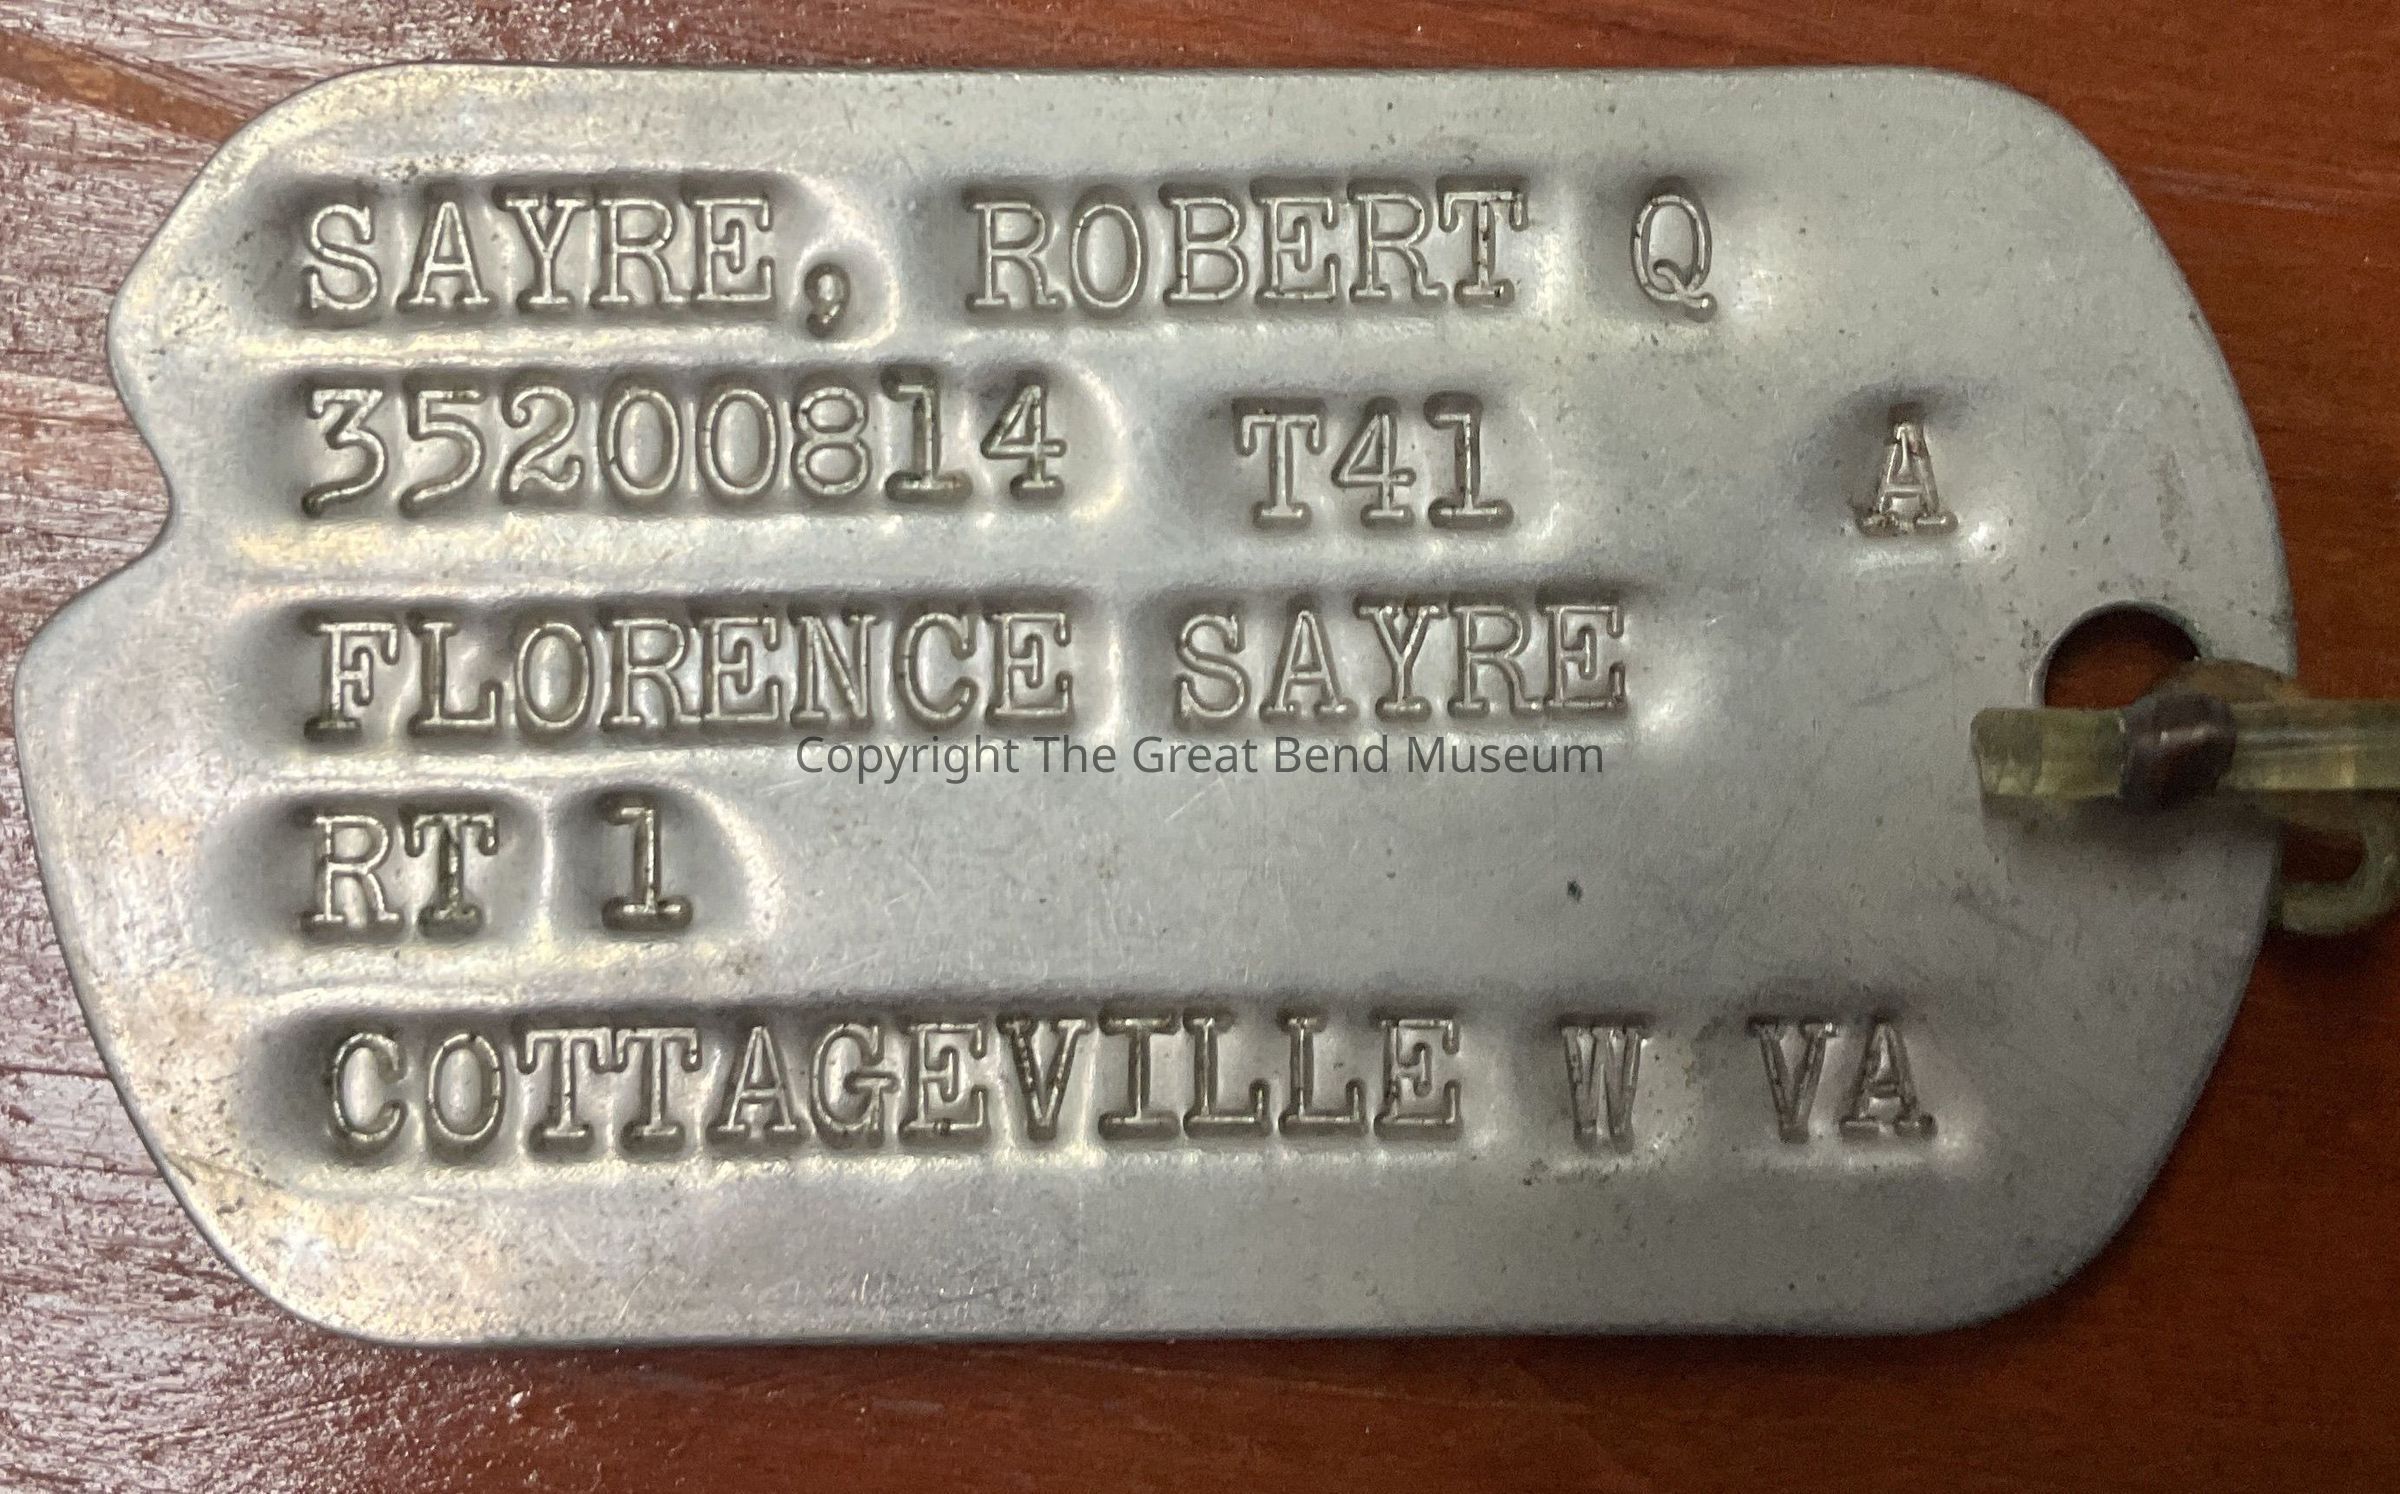 SAYRE, ROBERT Q
35200814 T41 A
FLORENCE SAYRE
Copyright The Great Bend Museum
RT 1
COTTAGEVILLE W VA